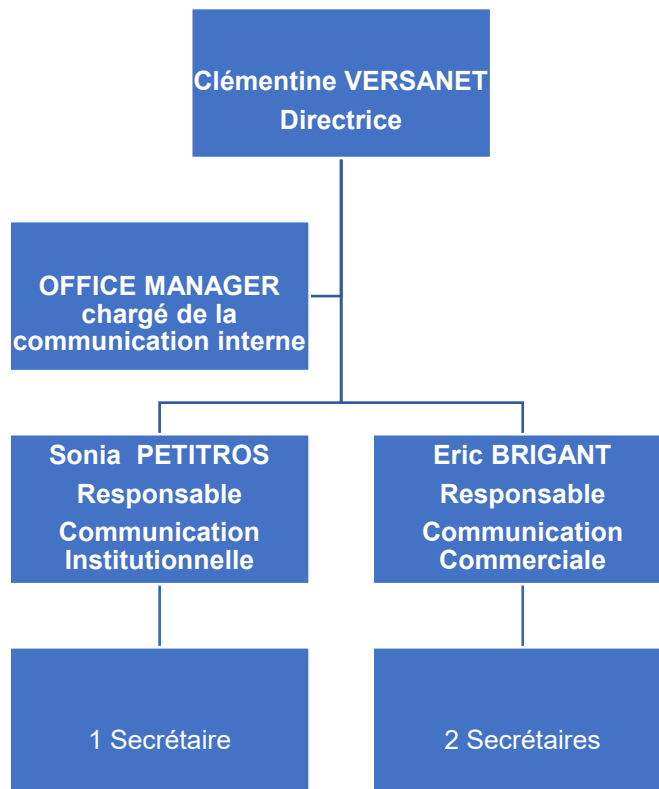 Clémentine VERSANET
Directrice
OFFICE MANAGER
chargé de la
communication interne
Sonia PETITROS
Responsable
Communication
Institutionnelle
Eric BRIGANT
Responsable
Communication
Commerciale
1 Secrétaire
2 Secrétaires